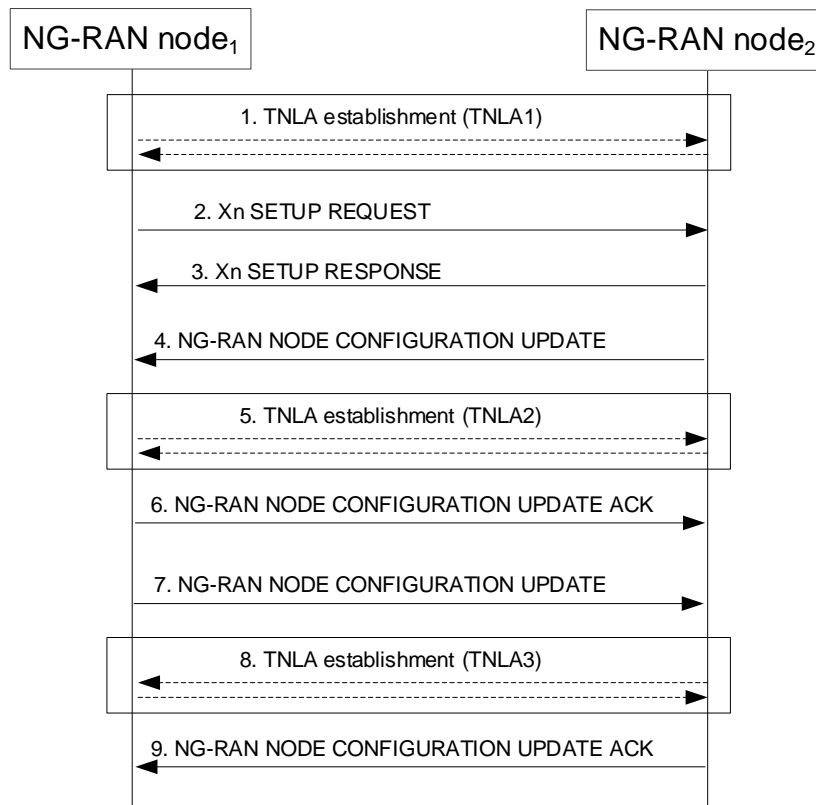 NG-RAN node₁
NG-RAN node₂
1. TNLA establishment (TNLA1)
2. Xn SETUP REQUEST
3. Xn SETUP RESPONSE
4. NG-RAN NODE CONFIGURATION UPDATE
5. TNLA establishment (TNLA2)
6. NG-RAN NODE CONFIGURATION UPDATE ACK
7. NG-RAN NODE CONFIGURATION UPDATE
8. TNLA establishment (TNLA3)
9. NG-RAN NODE CONFIGURATION UPDATE ACK